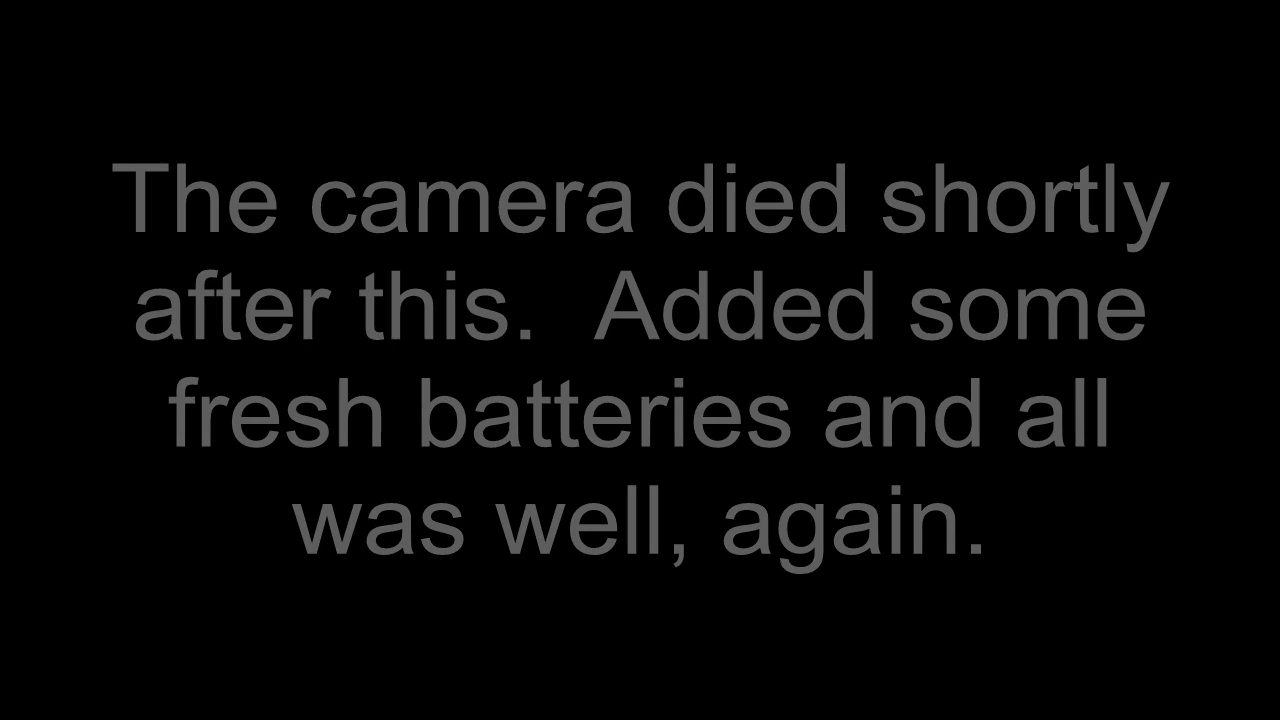 The camera died shortly
after this.  Added some
fresh batteries and all
was well, again.